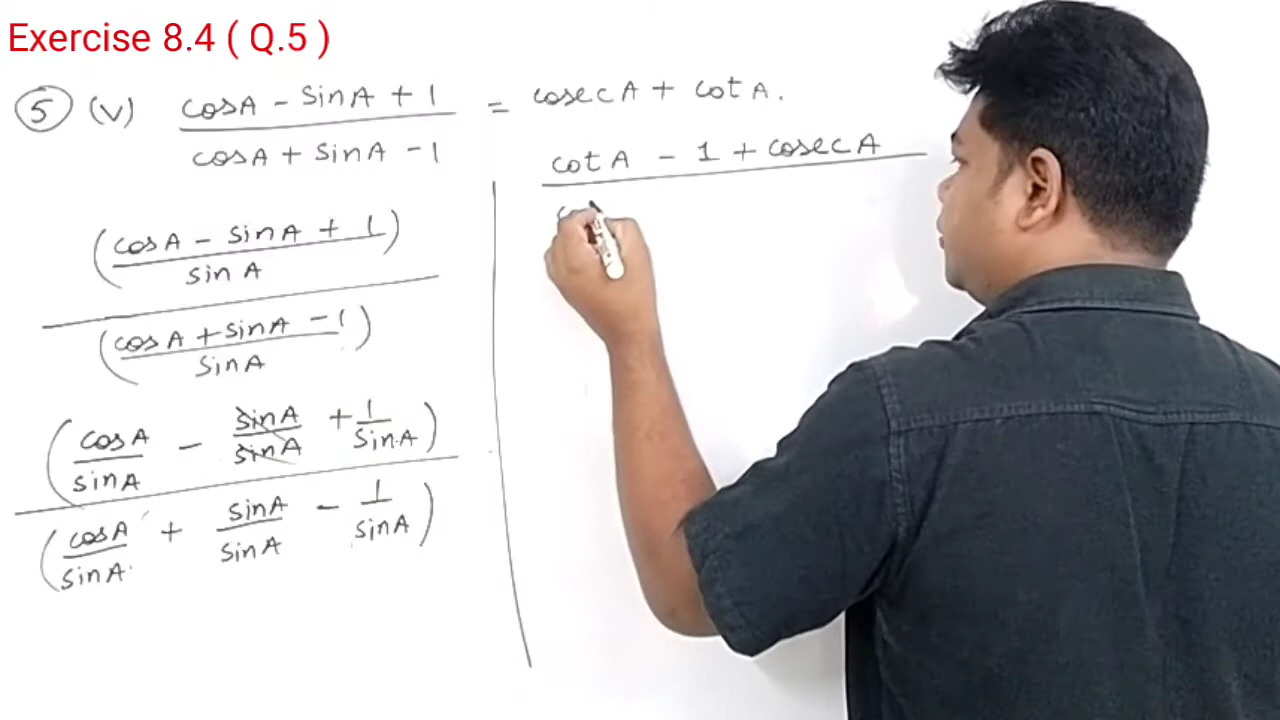 Exercise 8.4 ( Q.5 )
5 (v) cosA - sinA + 1 = cosecA + cotA.
cosA + sinA - 1
(cosA - sinA + 1)
sinA
(cosA + sinA - 1)
sinA
(cosA - sinA + 1)
sinA sinA sinA
(cosA + sinA - 1)
sinA sinA sinA
cotA - 1 + cosecA